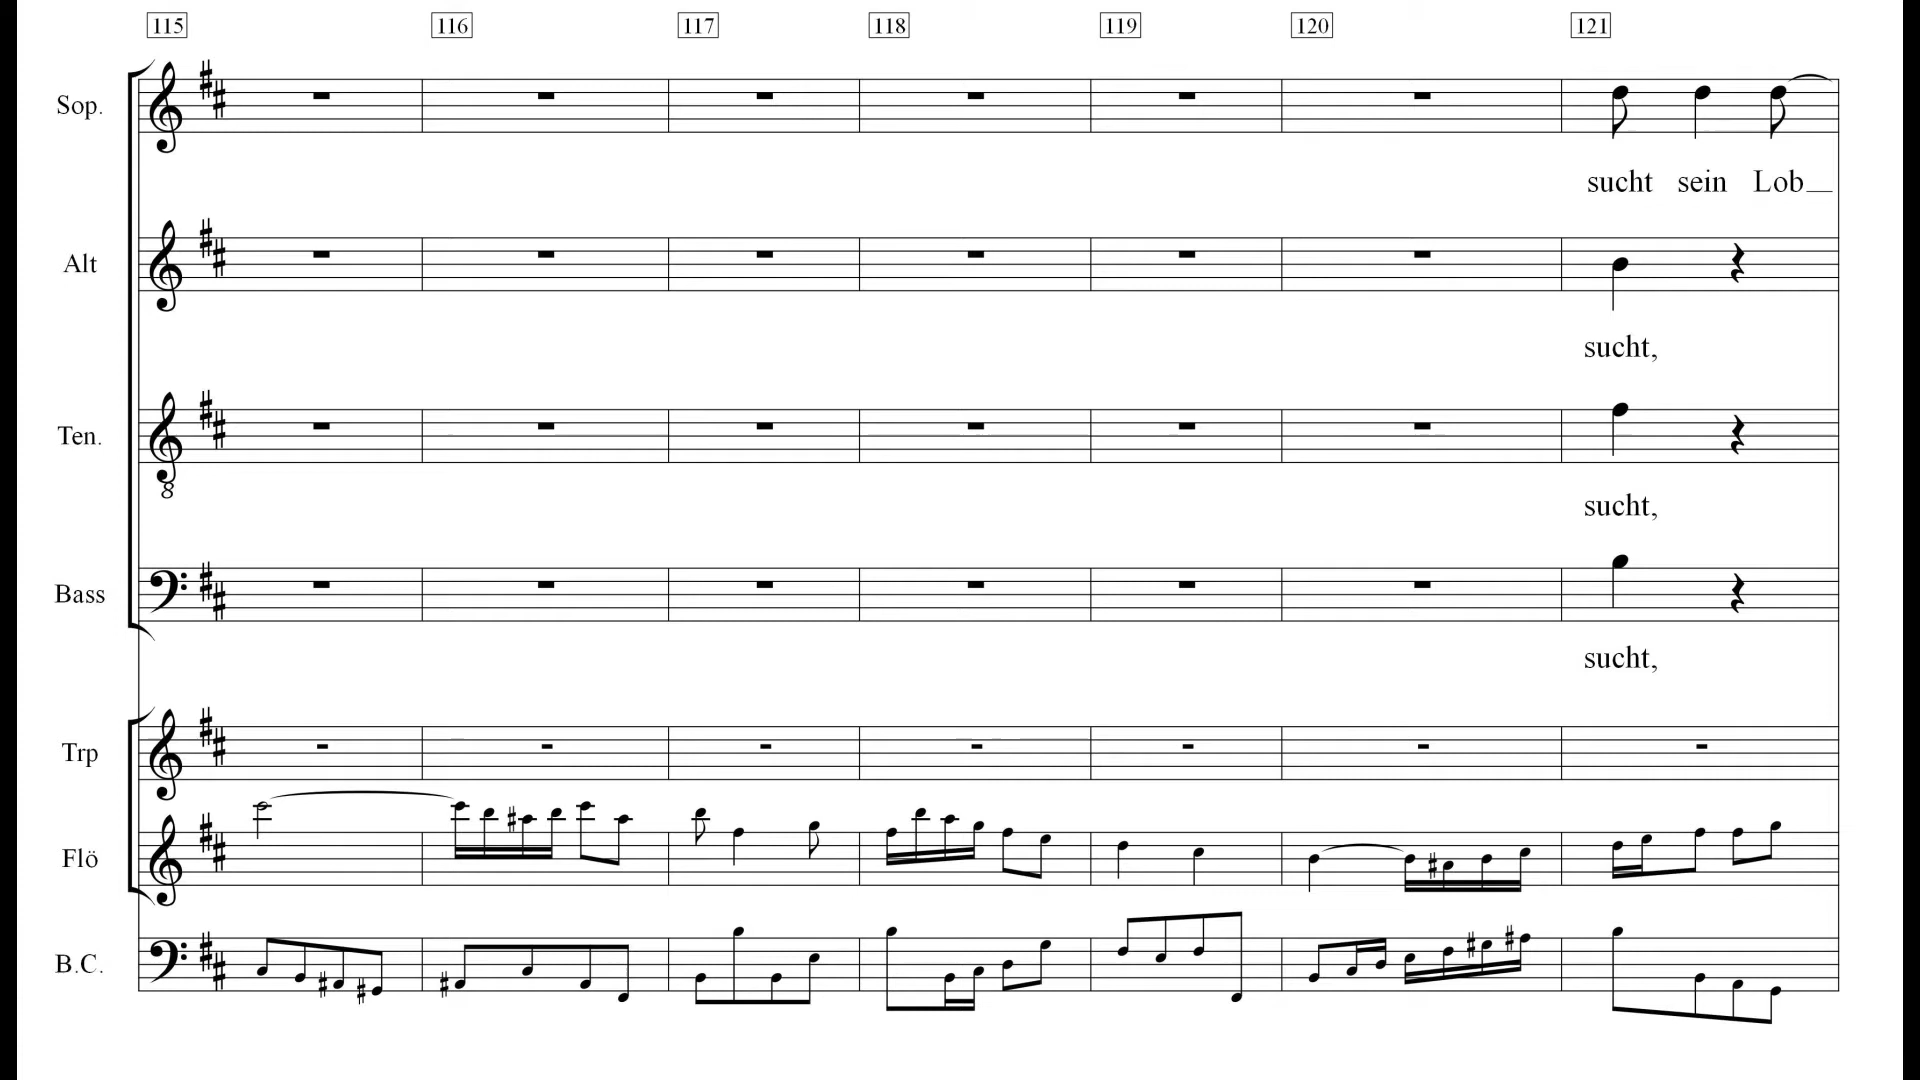 115 116 117 118 119 120 121
Sop.
sucht sein Lob
Alt
sucht,
Ten.
8
sucht,
Bass
sucht,
Trp
Flö
B.C.